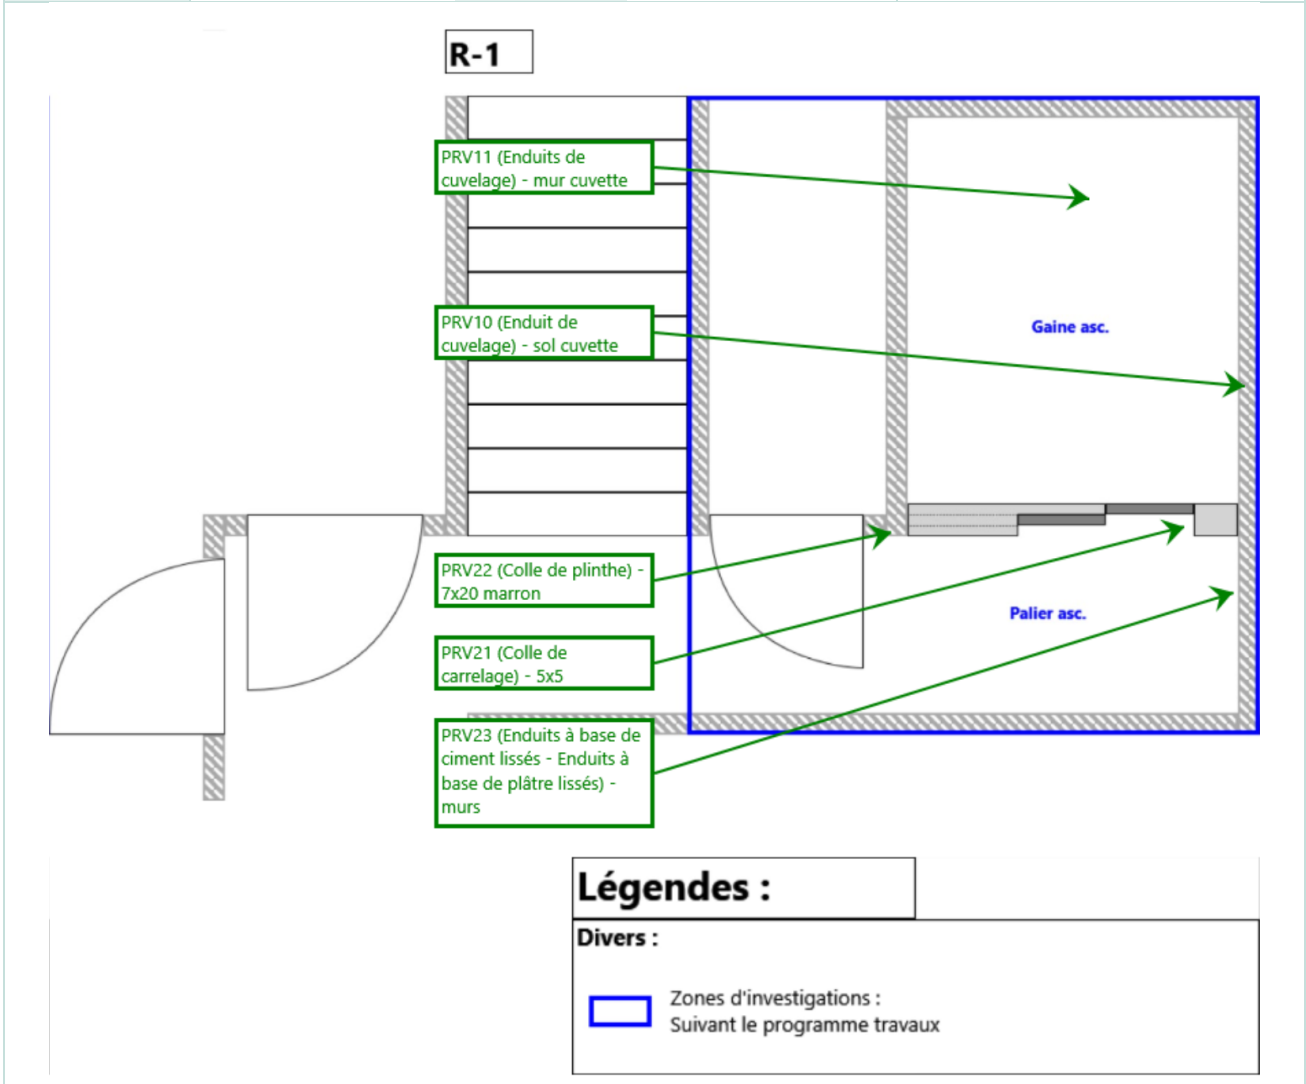 R-1
PRV11 (Enduits de
cuvelage) - mur cuvette
PRV10 (Enduit de
cuvelage) - sol cuvette
Gaine asc.
PRV22 (Colle de plinthe) -
7x20 marron
Palier asc.
PRV21 (Colle de
carrelage) - 5x5
PRV23 (Enduits à base de
ciment lissés - Enduits à
base de plâtre lissés) -
murs
Légendes :
Divers :
Zones d'investigations :
Suivant le programme travaux